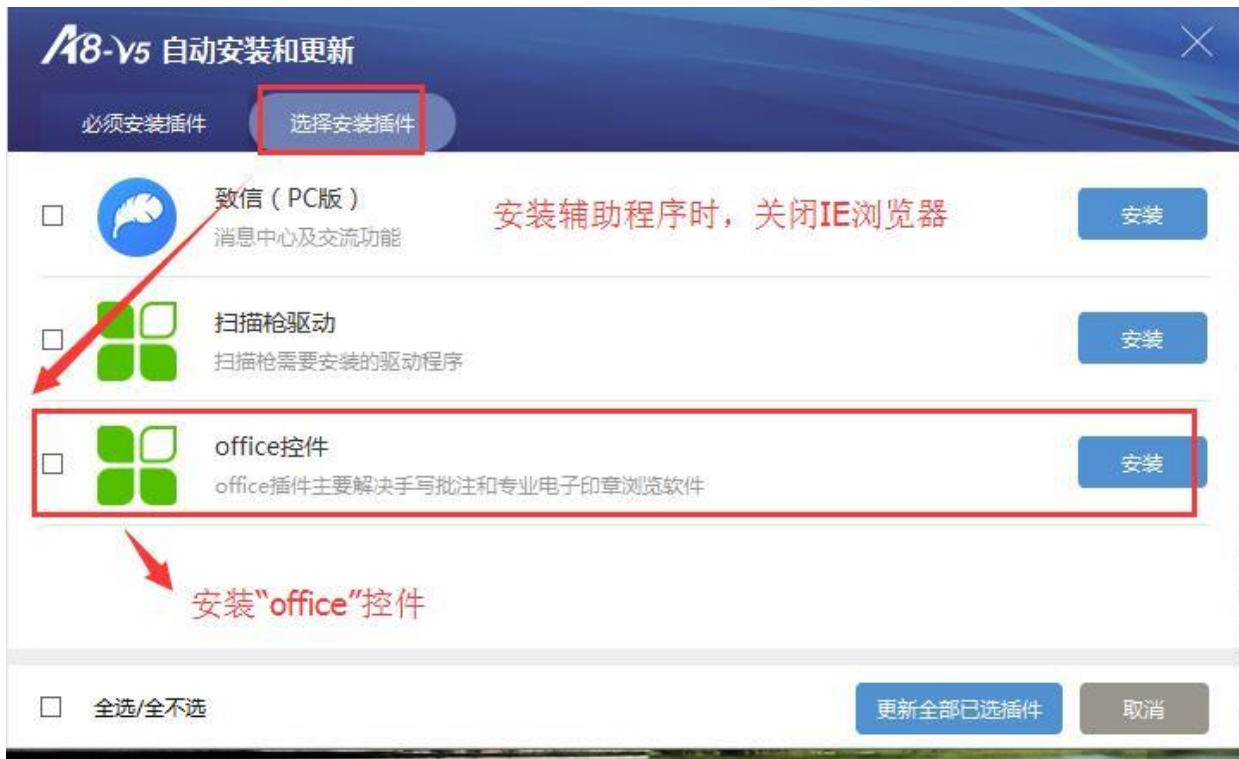 A8-V5 自动安装和更新
必须安装插件 选择安装插件
致信（PC版）
消息中心及交流功能
安装辅助程序时，关闭IE浏览器
安装
扫描枪驱动
扫描枪需要安装的驱动程序
安装
office控件
office插件主要解决手写批注和专业电子印章浏览软件
安装
安装“office”控件
全选/全不选
更新全部已选插件
取消